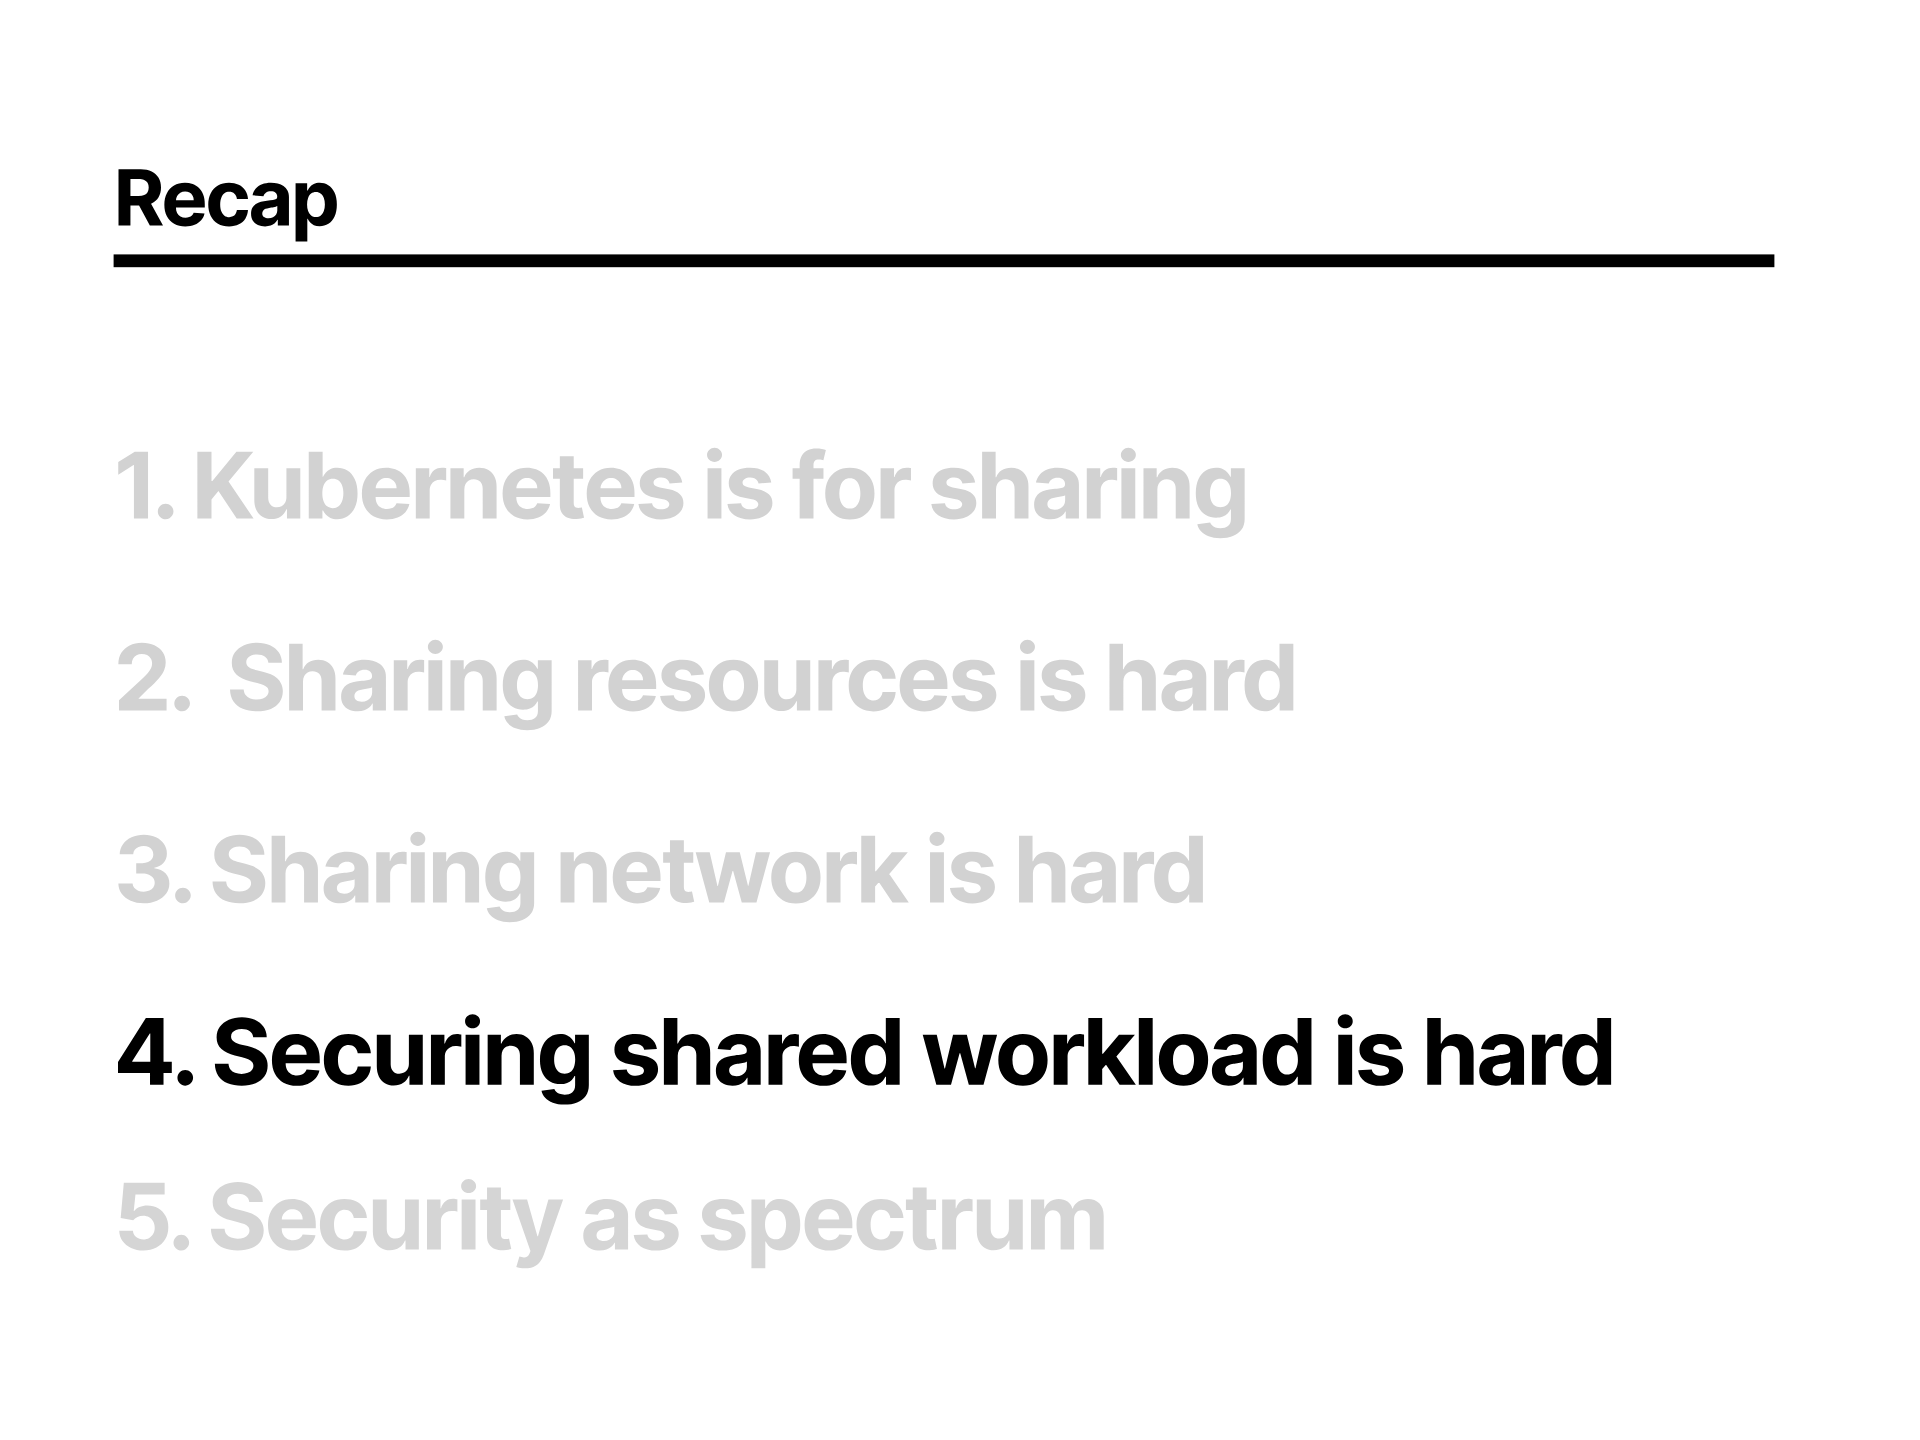 Recap
1. Kubernetes is for sharing
2. Sharing resources is hard
3. Sharing network is hard
4. Securing shared workload is hard
5. Security as spectrum